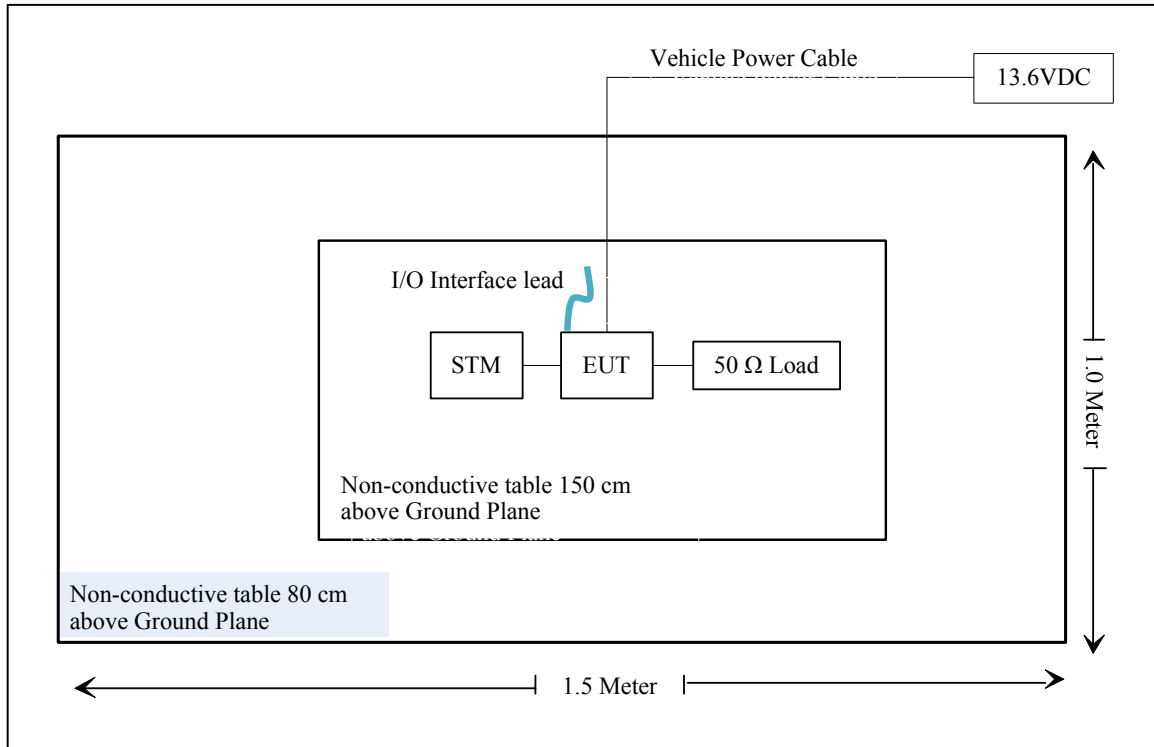 Vehicle Power Cable
13.6VDC
I/O Interface lead
STM
EUT
50 Ω Load
1.0 Meter
Non-conductive table 150 cm
above Ground Plane
Non-conductive table 80 cm
above Ground Plane
1.5 Meter